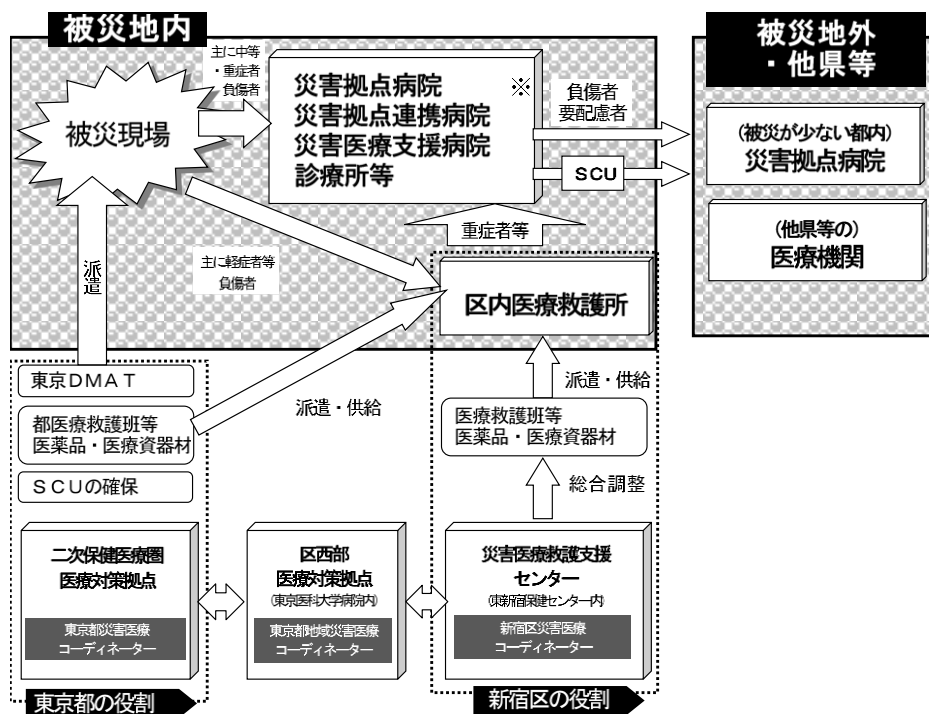 被災地内
被災地外
・他県等
主に中等
・重症者
負傷者
被災現場
災害拠点病院 ※
災害拠点連携病院
災害医療支援病院
診療所等
負傷者
要配慮者
SCU
(被災が少ない都内)
災害拠点病院
(他県等の)
医療機関
重症者等
派遣
主に軽症者等
負傷者
区内医療救護所
東京DMAT
都医療救護班等
医薬品・医療資器材
SCUの確保
派遣・供給
派遣・供給
医療救護班等
医薬品・医療資器材
総合調整
二次保健医療圏
医療対策拠点
東京都災害医療
コーディネーター
区西部
医療対策拠点
(東京医科大学病院内)
東京都地域災害医療
コーディネーター
災害医療救護支援
センター
(東新宿保健センター内)
新宿区災害医療
コーディネーター
東京都の役割
新宿区の役割